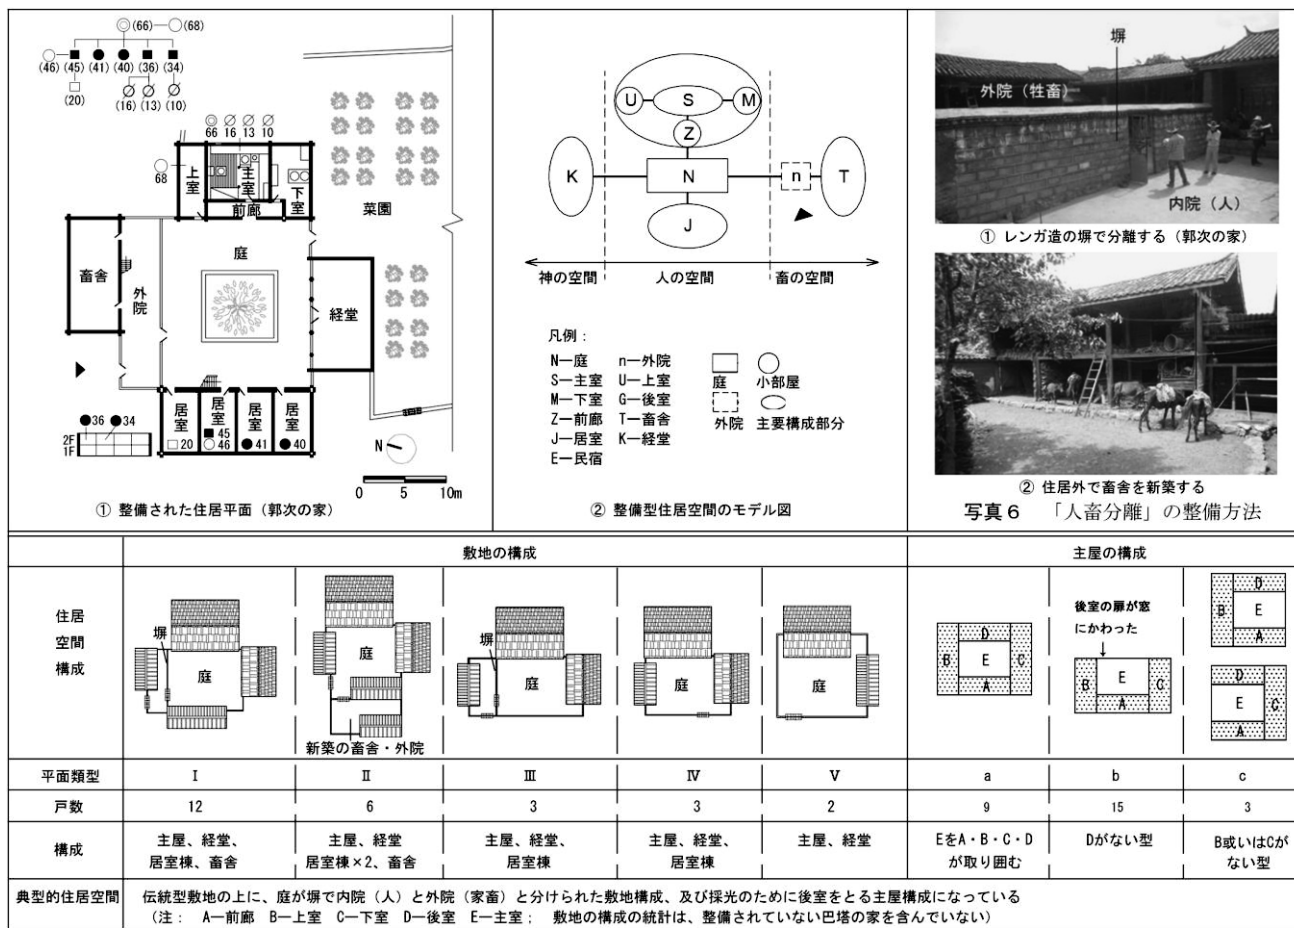 (66) (68)
(46) (45) (41) (40) (36) (34)
(20) (16) (13) (10)
66 16 13 10
68
上室
主室
下室
前廊
菜園
庭
畜舎
外院
経堂
居室
居室
居室
居室
20
45
46
41
40
36 34
2F
1F
N
0 5 10m
① 整備された住居平面（郭次の家）
U S M
Z
K N n T
J
神の空間 人の空間 畜の空間
凡例：
N—庭 n—外院
S—主室 U—上室
M—下室 G—後室
Z—前廊 T—畜舎
J—居室 K—経堂
E—民宿
庭 小部屋
外院 主要構成部分
② 整備型住居空間のモデル図
塀
外院（牲畜）
内院（人）
① レンガ造の塀で分離する（郭次の家）
② 住居外で畜舎を新築する
写真６ 「人畜分離」の整備方法
敷地の構成 主屋の構成
住居
空間
構成
塀
庭
庭
新築の畜舎・外院
塀
庭
庭
庭
D
B E C
A
後室の扉が窓
にかわった
B E C
A
D
B E
A
D
E C
A
平面類型 Ⅰ Ⅱ Ⅲ Ⅳ Ⅴ a b c
戸数 12 6 3 3 2 9 15 3
構成
主屋、経堂、
居室棟、畜舎
主屋、経堂
居室棟×2、畜舎
主屋、経堂、
居室棟
主屋、経堂、
居室棟
主屋、経堂
EをA・B・C・D
が取り囲む
Dがない型
B或いはCが
ない型
典型的住居空間
伝統型敷地の上に、庭が塀で内院（人）と外院（家畜）と分けられた敷地構成、及び採光のために後室をとる主屋構成になっている
（注： A—前廊 B—上室 C—下室 D—後室 E—主室； 敷地の構成の統計は、整備されていない巴塔の家を含んでいない）